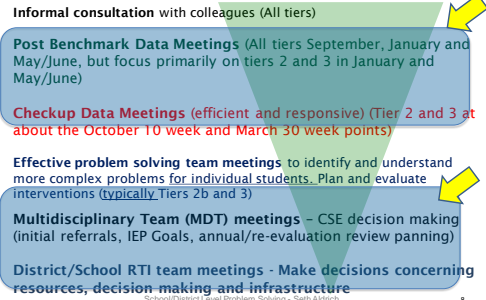 Informal consultation with colleagues (All tiers)
Post Benchmark Data Meetings (All tiers September, January and
May/June, but focus primarily on tiers 2 and 3 in January and
May/June)
Checkup Data Meetings (efficient and responsive) (Tier 2 and 3 at
about the October 10 week and March 30 week points)
Effective problem solving team meetings to identify and understand
more complex problems for individual students. Plan and evaluate
interventions (typically Tiers 2b and 3)
Multidisciplinary Team (MDT) meetings – CSE decision making
(initial referrals, IEP Goals, annual/re-evaluation review panning)
District/School RTI team meetings - Make decisions concerning
resources, decision making and infrastructure
School/District Level Problem Solving - Seth Aldrich
8